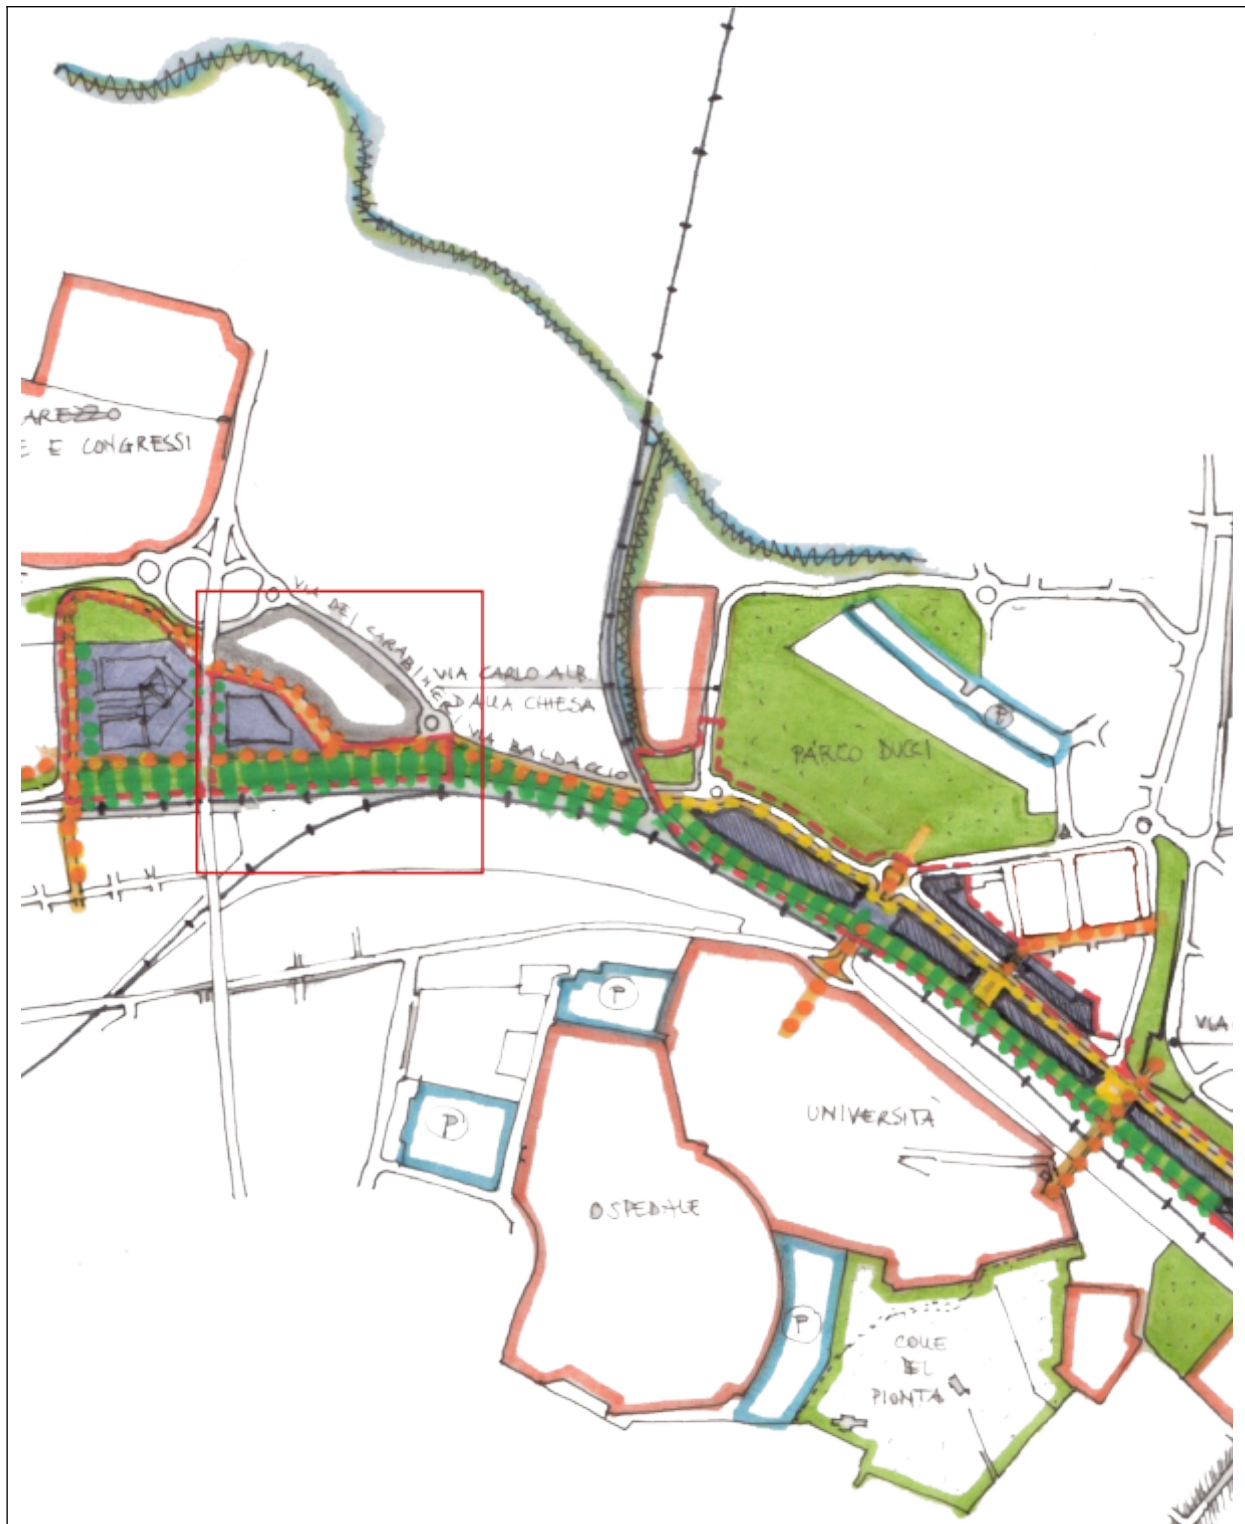 AREZZO
E E CONGRESSI
VIA DEI CARABINIERI
VIA CARLO ALB.
DALLA CHIESA
VIA BALDACCIO
PARCO DUCCI
P
P
P
VIA
UNIVERSITÀ
OSPEDALE
P
COLLE
DEL
PIONTA